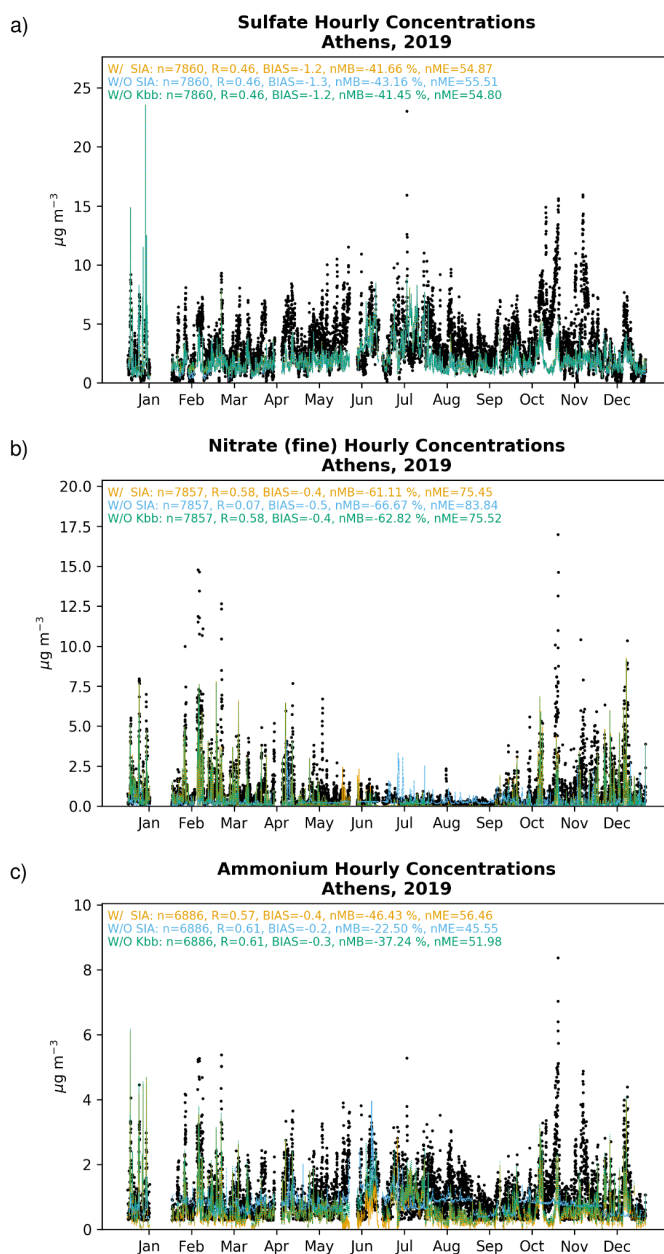 a)
Sulfate Hourly Concentrations
Athens, 2019
W/ SIA: n=7860, R=0.46, BIAS=-1.2, nMB=-41.66 %, nME=54.87
W/O SIA: n=7860, R=0.46, BIAS=-1.3, nMB=-43.16 %, nME=55.51
W/O Kbb: n=7860, R=0.46, BIAS=-1.2, nMB=-41.45 %, nME=54.80
25
20
15
10
5
0
μg m⁻³
Jan Feb Mar Apr May Jun Jul Aug Sep Oct Nov Dec
b)
Nitrate (fine) Hourly Concentrations
Athens, 2019
W/ SIA: n=7857, R=0.58, BIAS=-0.4, nMB=-61.11 %, nME=75.45
W/O SIA: n=7857, R=0.07, BIAS=-0.5, nMB=-66.67 %, nME=83.84
W/O Kbb: n=7857, R=0.58, BIAS=-0.4, nMB=-62.82 %, nME=75.52
20.0
17.5
15.0
12.5
10.0
7.5
5.0
2.5
0.0
μg m⁻³
Jan Feb Mar Apr May Jun Jul Aug Sep Oct Nov Dec
c)
Ammonium Hourly Concentrations
Athens, 2019
W/ SIA: n=6886, R=0.57, BIAS=-0.4, nMB=-46.43 %, nME=56.46
W/O SIA: n=6886, R=0.61, BIAS=-0.2, nMB=-22.50 %, nME=45.55
W/O Kbb: n=6886, R=0.61, BIAS=-0.3, nMB=-37.24 %, nME=51.98
10
8
6
4
2
0
μg m⁻³
Jan Feb Mar Apr May Jun Jul Aug Sep Oct Nov Dec